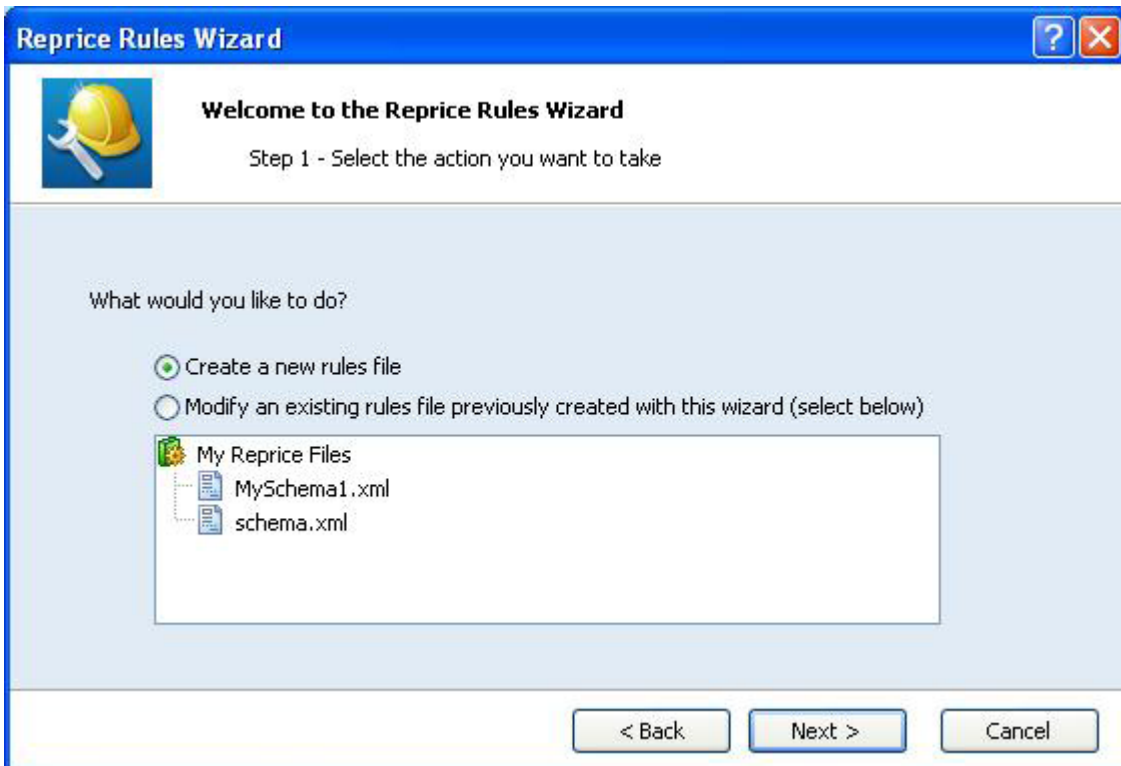 Reprice Rules Wizard ?
Welcome to the Reprice Rules Wizard
Step 1 - Select the action you want to take
What would you like to do?
Create a new rules file
Modify an existing rules file previously created with this wizard (select below)
My Reprice Files
MySchema1.xml
schema.xml
< Back Next > Cancel